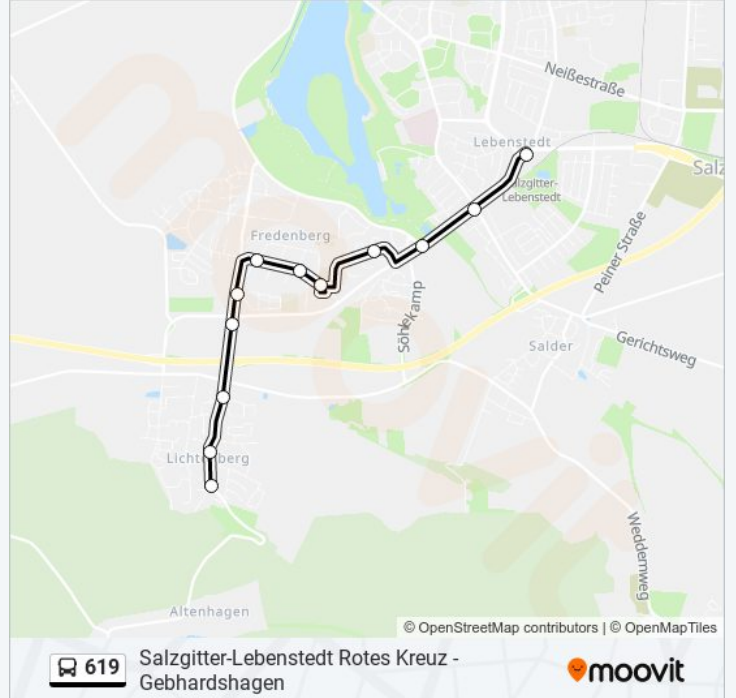 Neißestraße
Lebenstedt
Salz
Salzgitter-
Lebenstedt
Fredenberg
Peiner Straße
Söhlekamp
Salder
Gerichtsweg
Lichtenberg
Weddemweg
Altenhagen
© OpenStreetMap contributors | © OpenMapTiles
619
Salzgitter-Lebenstedt Rotes Kreuz -
Gebhardshagen
moovit